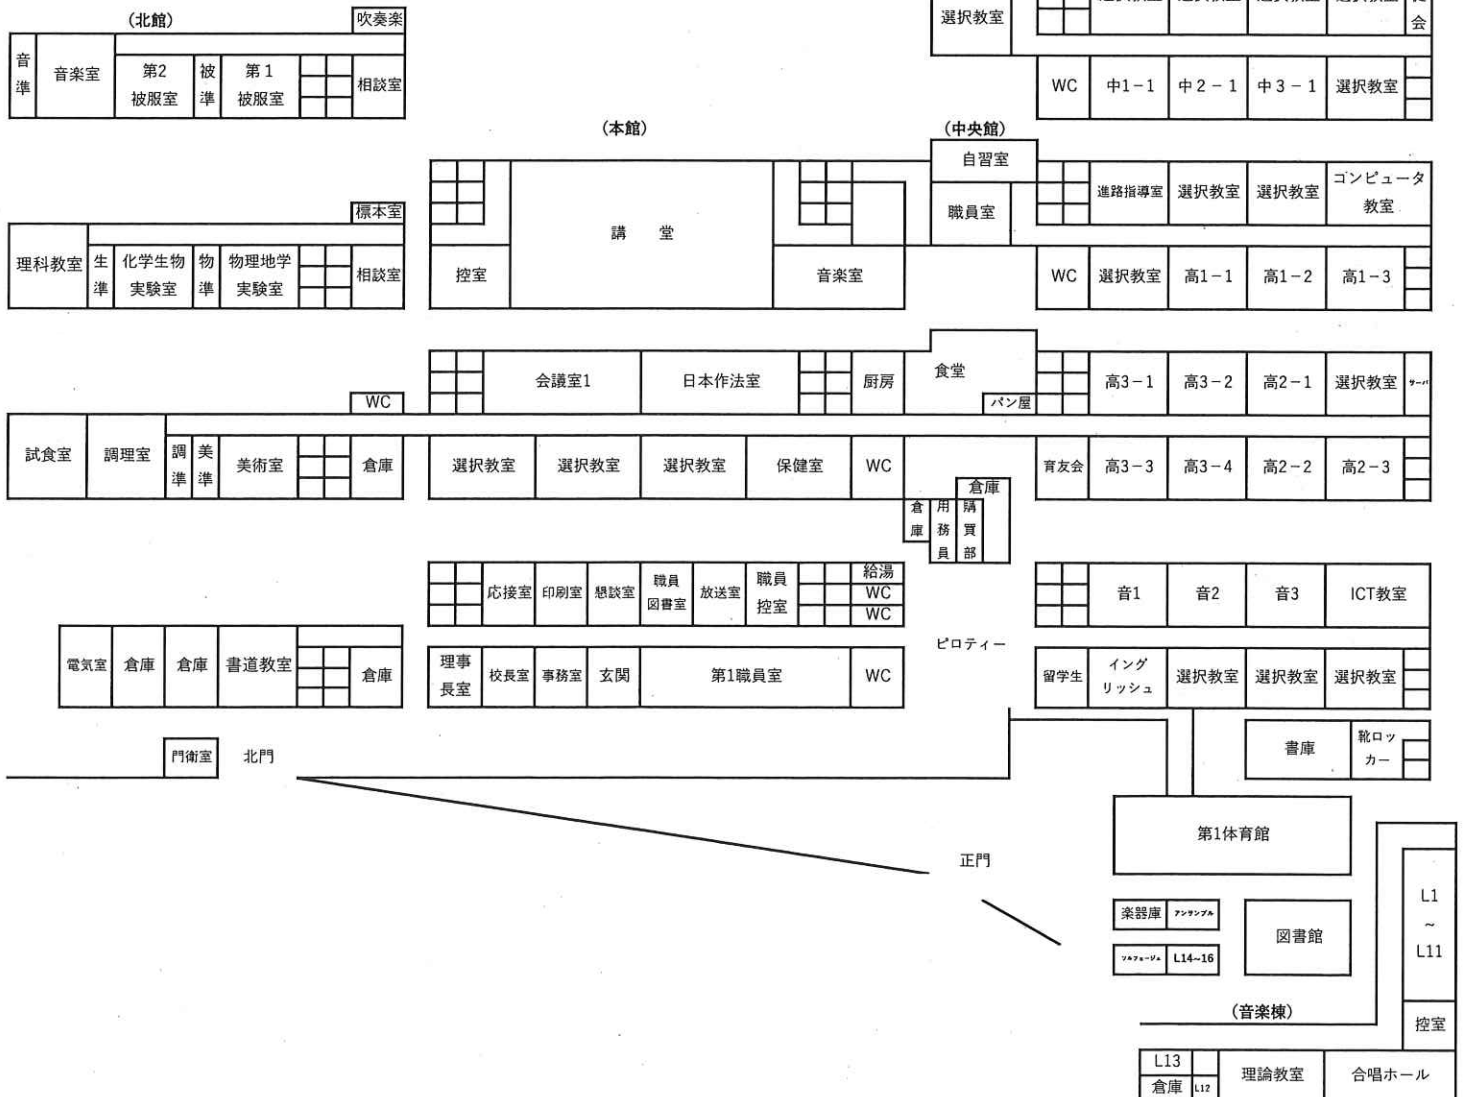 (北館)
吹奏楽
選択教室
会
音準
音楽室
第2
被服室
被準
第1
被服室
相談室
WC
中1-1
中2-1
中3-1
選択教室
(本館)
(中央館)
自習室
職員室
進路指導室
選択教室
選択教室
コンピュータ
教室
標本室
講 堂
理科教室
生準
化学生物
実験室
物準
物理地学
実験室
相談室
控室
音楽室
WC
選択教室
高1-1
高1-2
高1-3
会議室1
日本作法室
厨房
食堂
パン屋
高3-1
高3-2
高2-1
選択教室
サーバ
WC
試食室
調理室
調準
美準
美術室
倉庫
選択教室
選択教室
選択教室
保健室
WC
育友会
高3-3
高3-4
高2-2
高2-3
倉庫
倉庫
用務員
購買部
応接室
印刷室
懇談室
職員
図書室
放送室
職員
控室
給湯
WC
WC
音1
音2
音3
ICT教室
ピロティー
電気室
倉庫
倉庫
書道教室
倉庫
理事
長室
校長室
事務室
玄関
第1職員室
WC
留学生
イング
リッシュ
選択教室
選択教室
選択教室
門衛室
北門
書庫
靴ロッ
カー
第1体育館
正門
楽器庫
アンサンブル
図書館
L1
~
L11
ソルフェージュ
L14~16
(音楽棟)
控室
L13
倉庫
L12
理論教室
合唱ホール